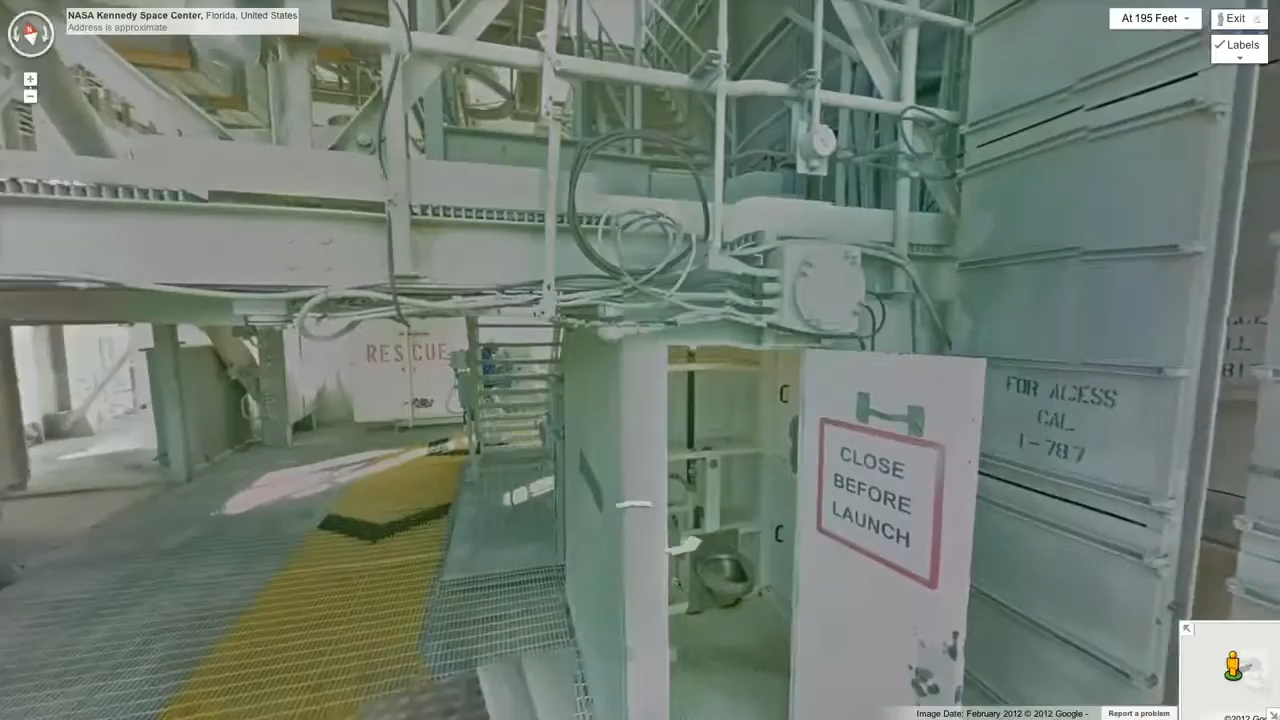 NASA Kennedy Space Center, Florida, United States
Address is approximate
At 195 Feet
Exit
Labels
RESCUE
FOR ACESS
CAL
1-787
CLOSE
BEFORE
LAUNCH
Image Date: February 2012 © 2012 Google -
Report a problem